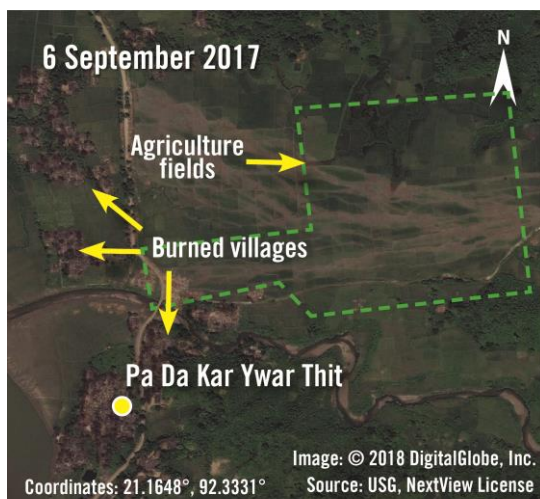 6 September 2017
N
Agriculture
fields
Burned villages
Pa Da Kar Ywar Thit
Image: © 2018 DigitalGlobe, Inc.
Coordinates: 21.1648°, 92.3331°
Source: USG, NextView License